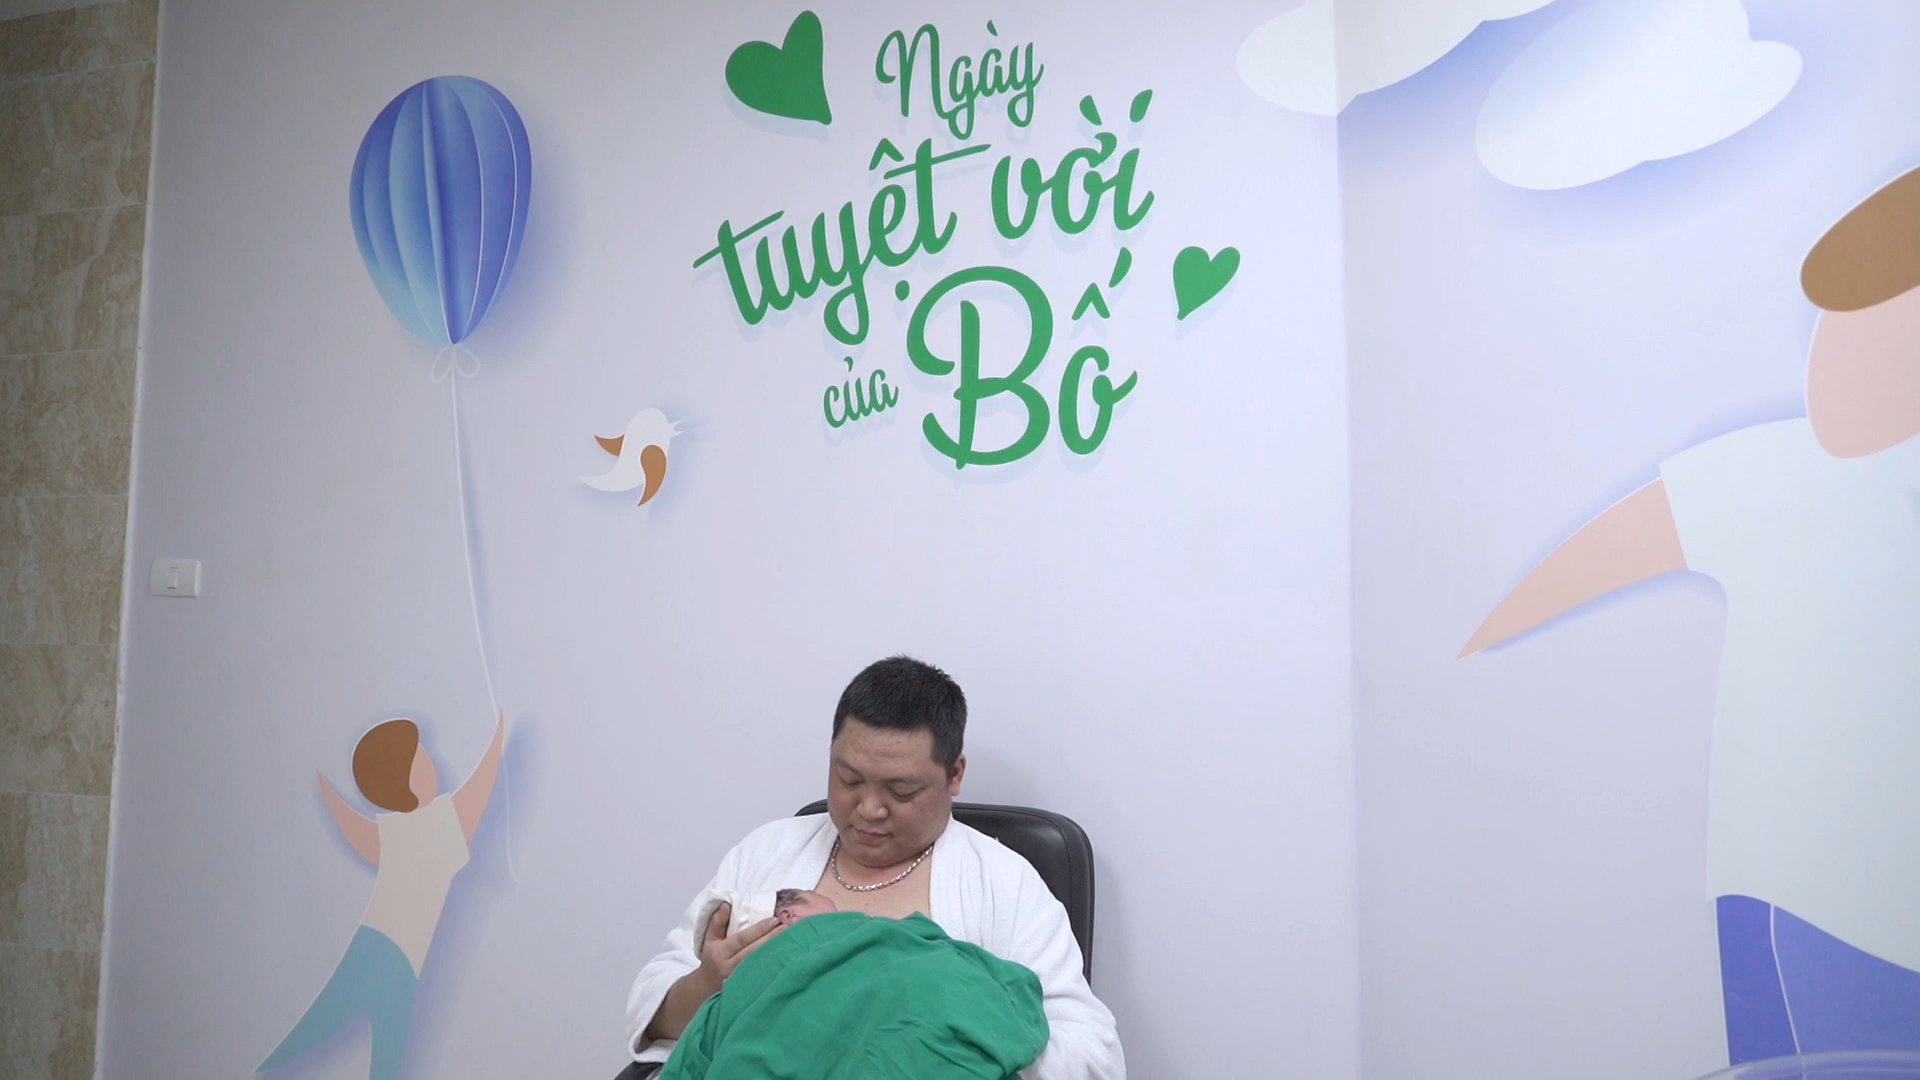 Ngày
tuyệt vời
của Bố